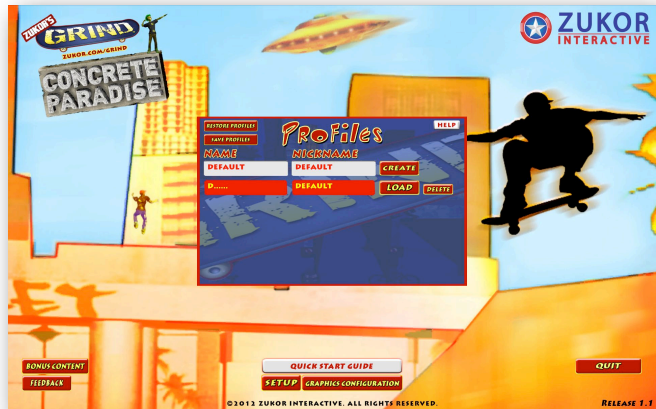 ZUKOR'S
GRIND
ZUKOR.COM/GRIND
CONCRETE
PARADISE
ZUKOR
INTERACTIVE
RESTORE PROFILES
SAVE PROFILES
PROFILES
HELP
NAME NICKNAME
DEFAULT DEFAULT CREATE
D...... DEFAULT LOAD DELETE
BONUS CONTENT
FEEDBACK
QUICK START GUIDE
SETUP GRAPHICS CONFIGURATION
QUIT
©2012 ZUKOR INTERACTIVE. ALL RIGHTS RESERVED.
RELEASE 1.1